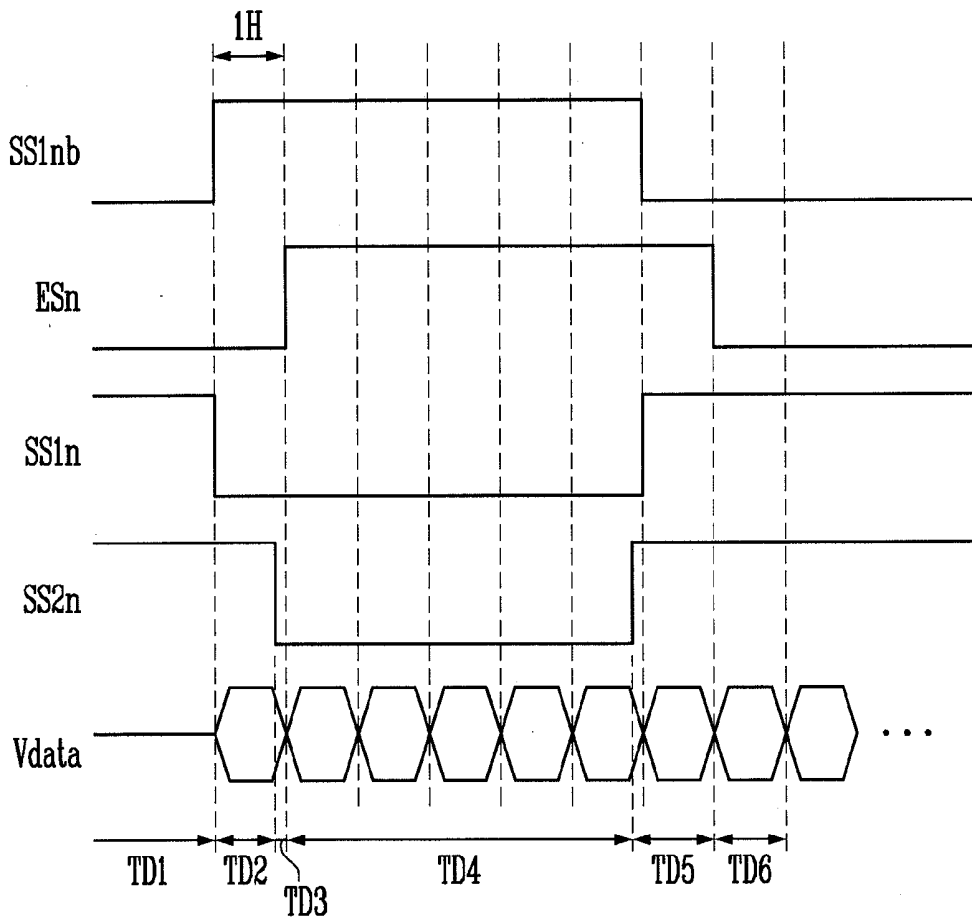 1H
SS1nb
ESn
SS1n
SS2n
Vdata
...
TD1 TD2 TD3 TD4 TD5 TD6